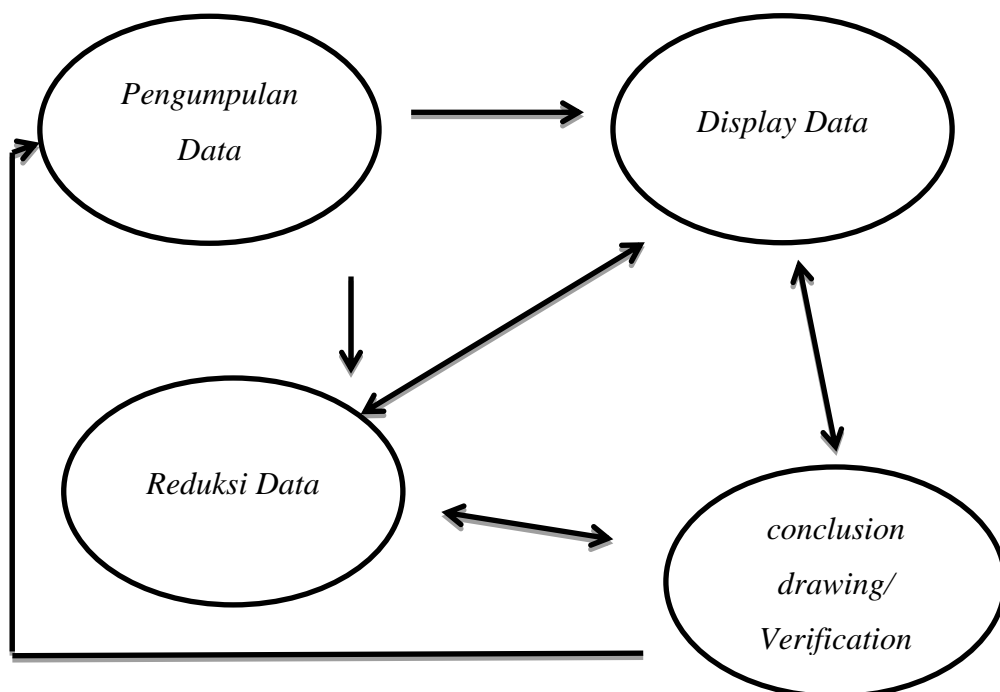 Pengumpulan
Data
Display Data
Reduksi Data
conclusion
drawing/
Verification